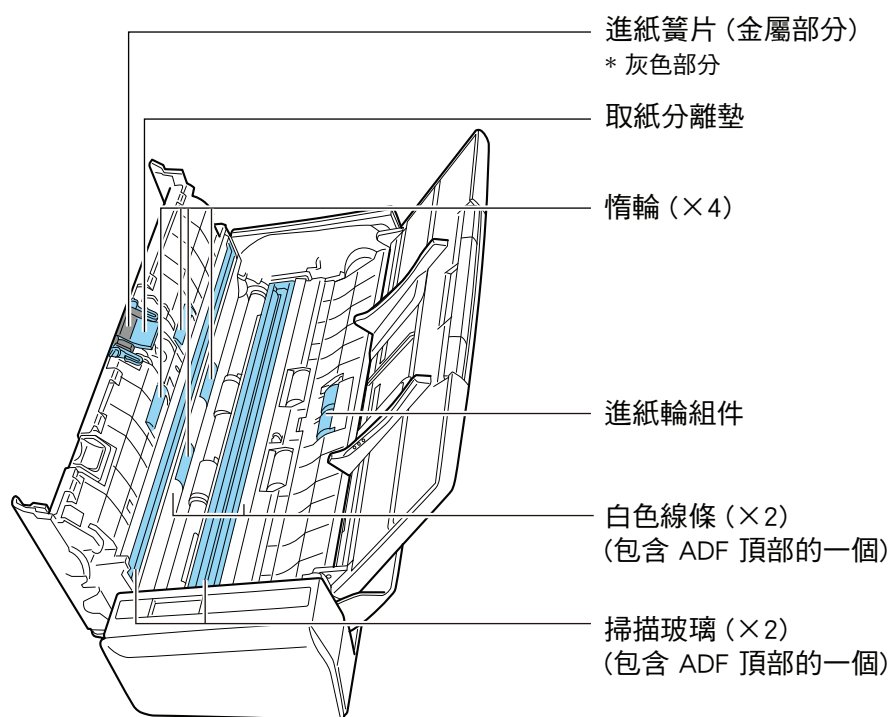 進紙簧片 (金屬部分)
* 灰色部分
取紙分離墊
惰輪 (×4)
進紙輪組件
白色線條 (×2)
(包含 ADF 頂部的一個)
掃描玻璃 (×2)
(包含 ADF 頂部的一個)